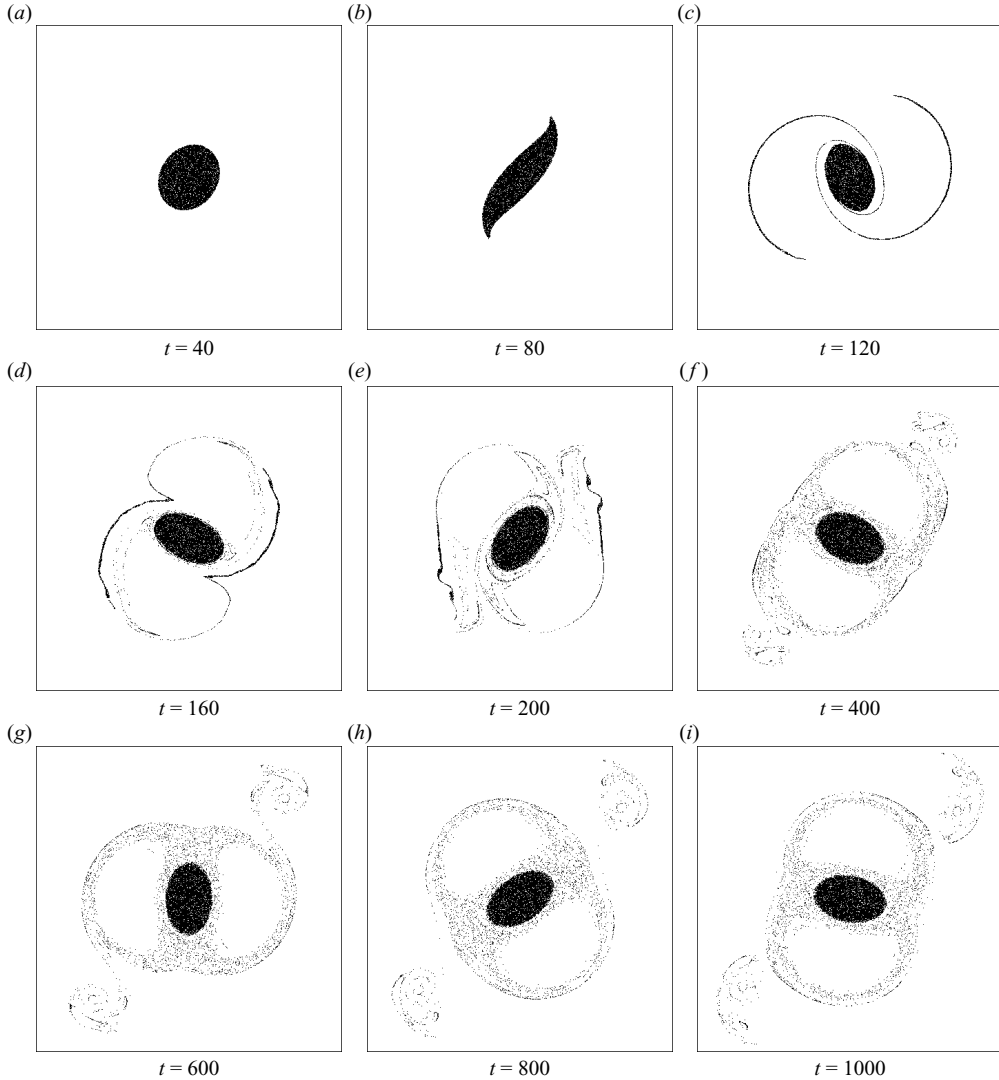 (a) (b) (c)
t = 40 t = 80 t = 120
(d) (e) (f)
t = 160 t = 200 t = 400
(g) (h) (i)
t = 600 t = 800 t = 1000